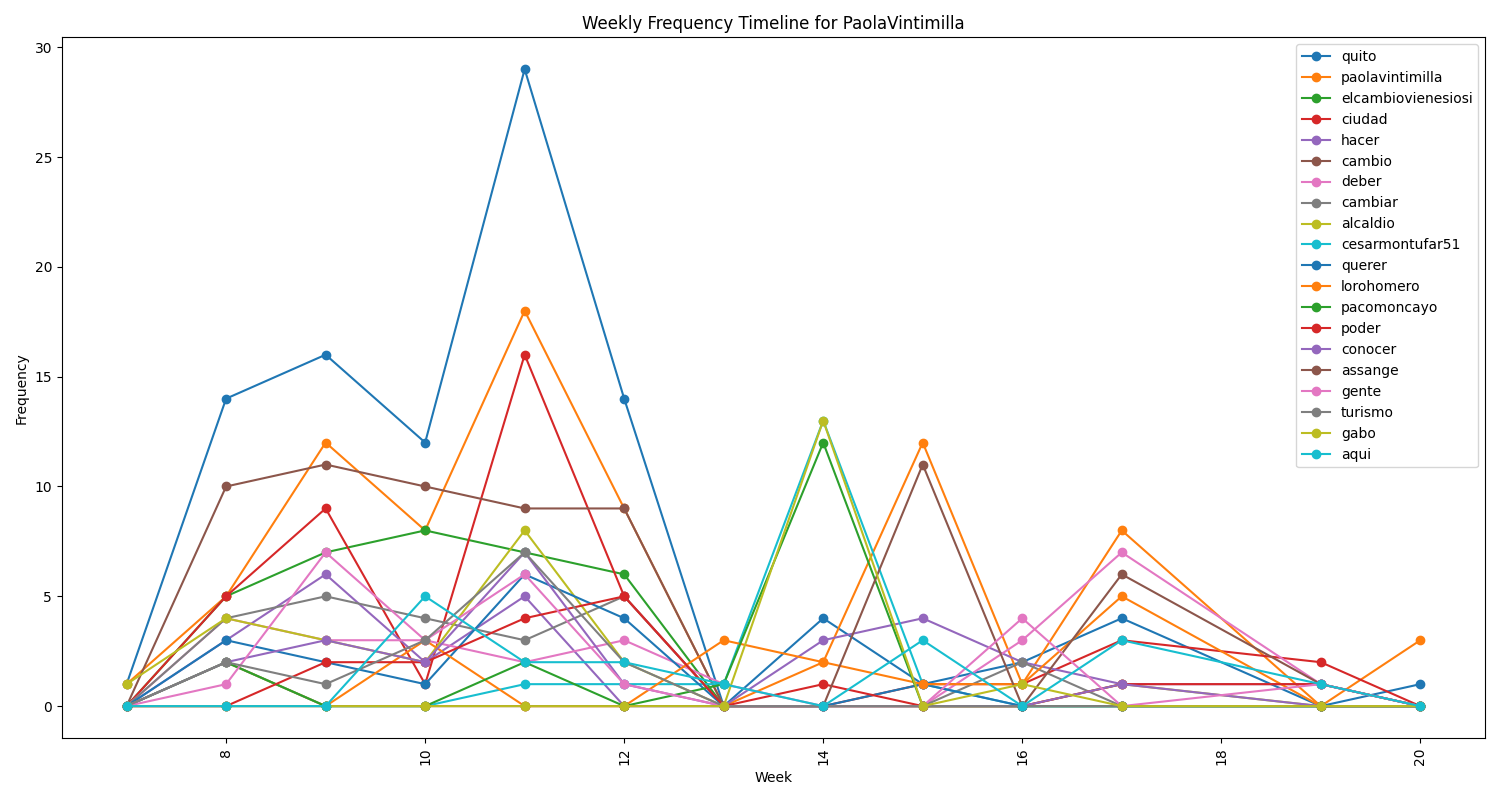 Weekly Frequency Timeline for PaolaVintimilla
30
25
20
15
10
5
0
Frequency
8
10
12
14
16
18
20
Week
quito
paolavintimilla
elcambiovienesiosi
ciudad
hacer
cambio
deber
cambiar
alcaldio
cesarmontufar51
querer
lorohomero
pacomoncayo
poder
conocer
assange
gente
turismo
gabo
aqui